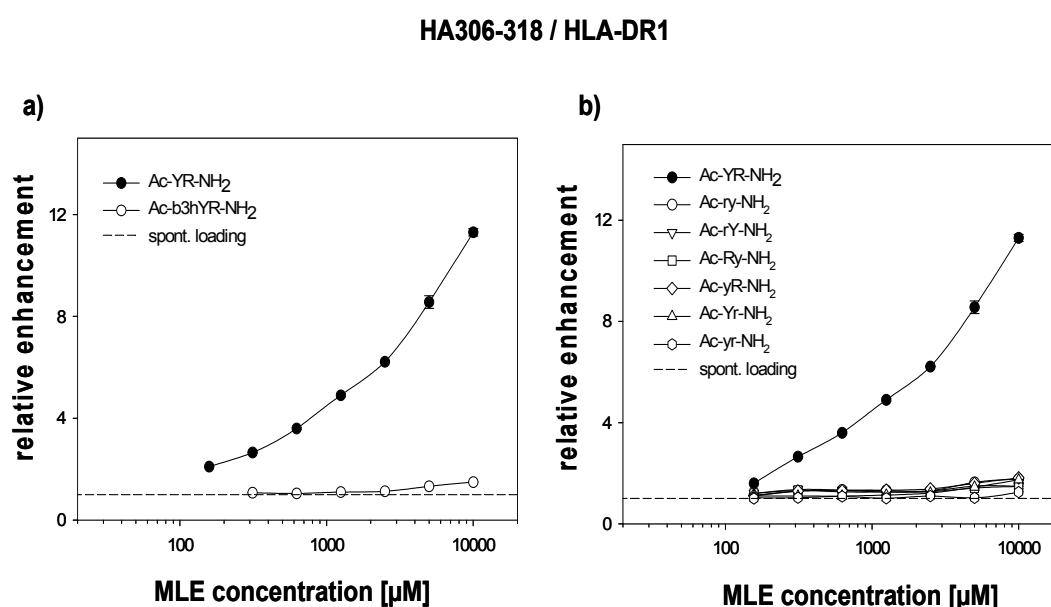 HA306-318 / HLA-DR1
a)
relative enhancement
12
8
4
0
Ac-YR-NH2
Ac-b3hYR-NH2
spont. loading
100
1000
10000
MLE concentration [µM]
b)
relative enhancement
12
8
4
0
Ac-YR-NH2
Ac-ry-NH2
Ac-rY-NH2
Ac-Ry-NH2
Ac-yR-NH2
Ac-Yr-NH2
Ac-yr-NH2
spont. loading
100
1000
10000
MLE concentration [µM]